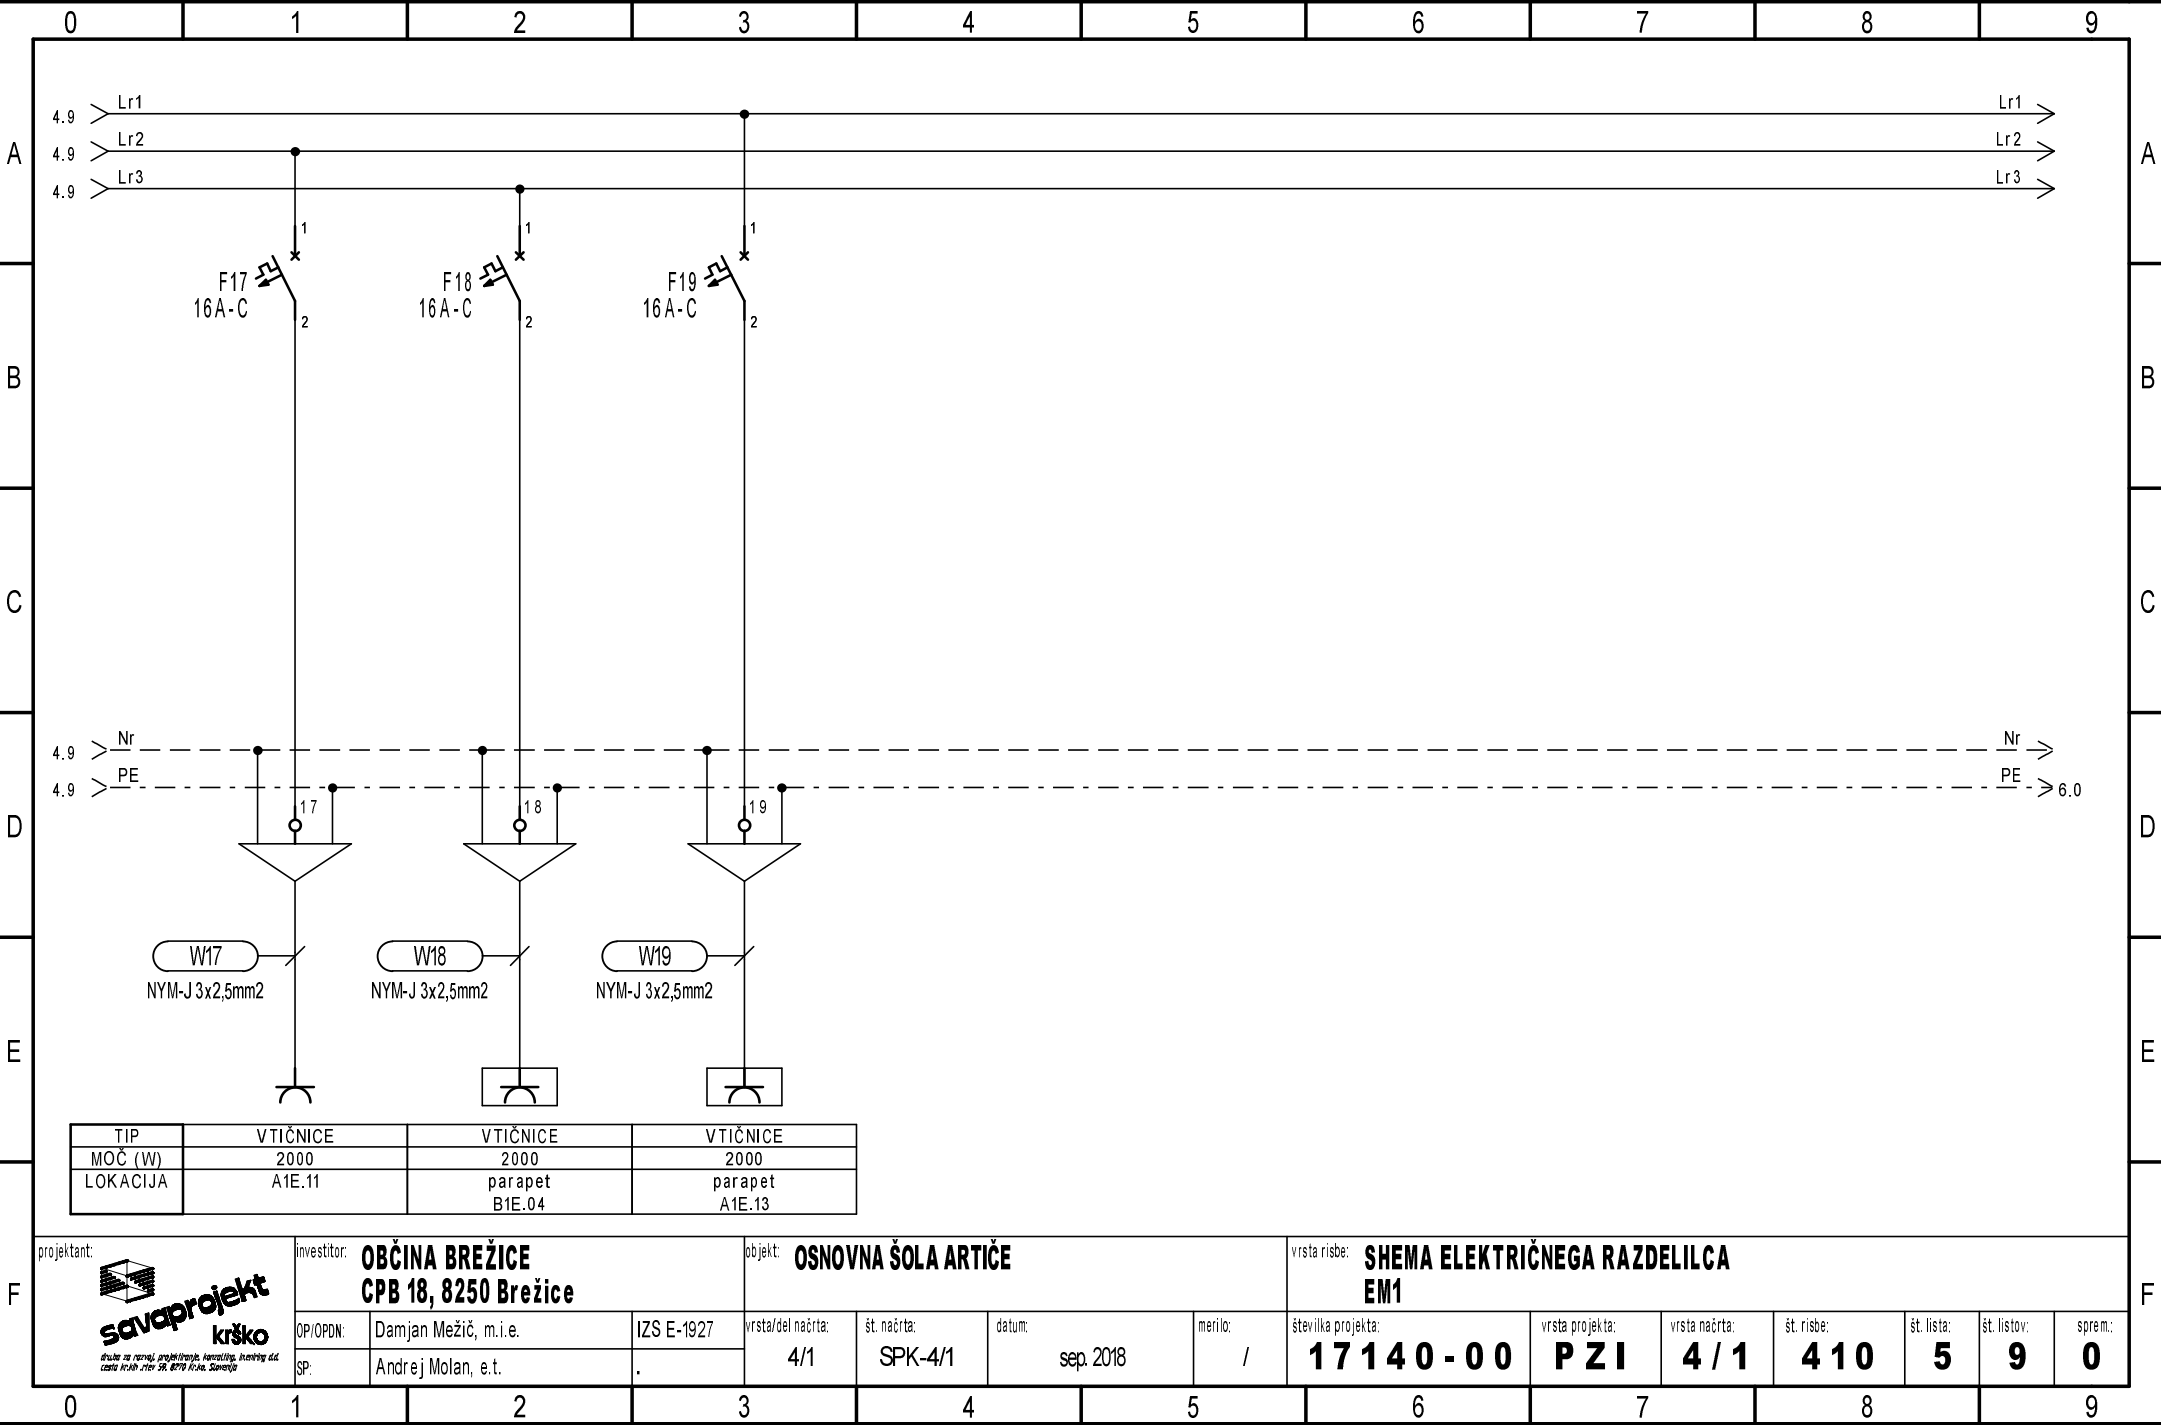 0 1 2 3 4 5 6 7 8 9
4.9 Lr1 Lr1
4.9 Lr2 Lr2
4.9 Lr3 Lr3
A A
1 1 1
F17 F18 F19
16A-C 16A-C 16A-C
2 2 2
B B
C C
4.9 Nr Nr
4.9 PE PE 6.0
17 18 19
D D
W17 W18 W19
NYM-J 3x2,5mm2 NYM-J 3x2,5mm2 NYM-J 3x2,5mm2
E E
TIP VTIČNICE VTIČNICE VTIČNICE
MOČ (W) 2000 2000 2000
LOKACIJA A1E.11 parapet parapet
B1E.04 A1E.13
F F
projektant:
savaprojekt
krško
investitor: OBČINA BREŽICE
CPB 18, 8250 Brežice
objekt: OSNOVNA ŠOLA ARTIČE
vrsta risbe: SHEMA ELEKTRIČNEGA RAZDELILCA
EM1
OP/OPDN: Damjan Mežič, m.i.e. IZS E-1927
SP: Andrej Molan, e.t. .
vrsta/del načrta: 4/1
št. načrta: SPK-4/1
datum: sep. 2018
merilo: /
številka projekta: 17140-00
vrsta projekta: PZI
vrsta načrta: 4/1
št. risbe: 410
št. lista: 5
št. listov: 9
sprem.: 0
0 1 2 3 4 5 6 7 8 9